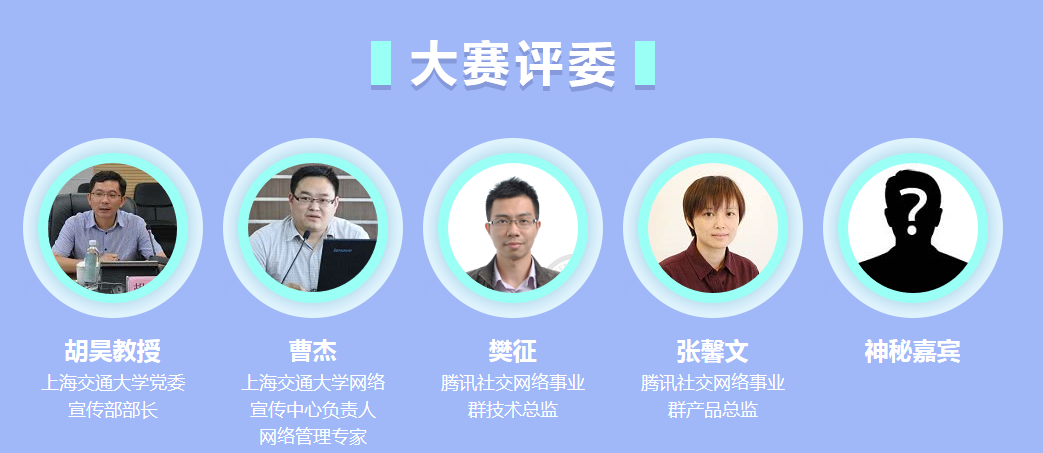 大赛评委
胡昊教授
上海交通大学党委
宣传部部长
曹杰
上海交通大学网络
宣传中心负责人
网络管理专家
樊征
腾讯社交网络事业
群技术总监
张馨文
腾讯社交网络事业
群产品总监
?
神秘嘉宾